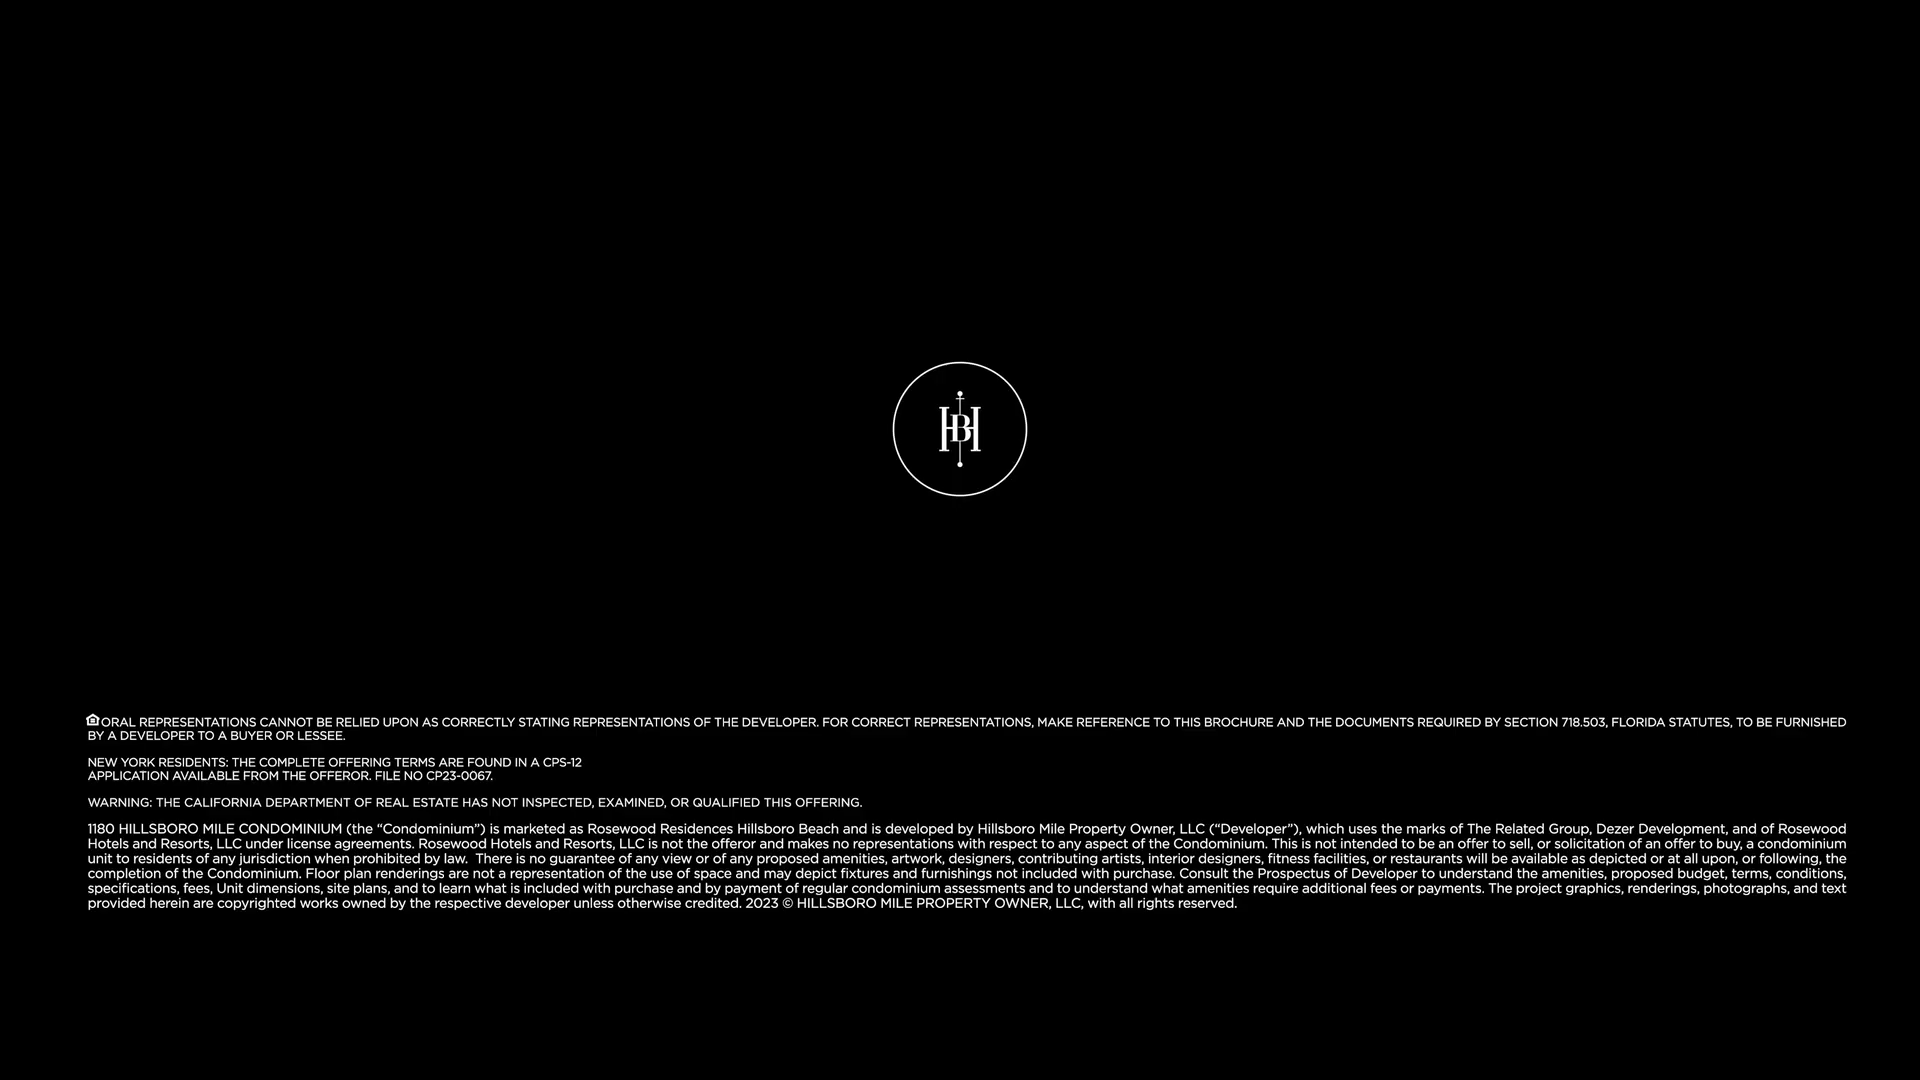 HBH
ORAL REPRESENTATIONS CANNOT BE RELIED UPON AS CORRECTLY STATING REPRESENTATIONS OF THE DEVELOPER. FOR CORRECT REPRESENTATIONS, MAKE REFERENCE TO THIS BROCHURE AND THE DOCUMENTS REQUIRED BY SECTION 718.503, FLORIDA STATUTES, TO BE FURNISHED
BY A DEVELOPER TO A BUYER OR LESSEE.
NEW YORK RESIDENTS: THE COMPLETE OFFERING TERMS ARE FOUND IN A CPS-12
APPLICATION AVAILABLE FROM THE OFFEROR. FILE NO CP23-0067.
WARNING: THE CALIFORNIA DEPARTMENT OF REAL ESTATE HAS NOT INSPECTED, EXAMINED, OR QUALIFIED THIS OFFERING.
1180 HILLSBORO MILE CONDOMINIUM (the “Condominium”) is marketed as Rosewood Residences Hillsboro Beach and is developed by Hillsboro Mile Property Owner, LLC (“Developer”), which uses the marks of The Related Group, Dezer Development, and of Rosewood
Hotels and Resorts, LLC under license agreements. Rosewood Hotels and Resorts, LLC is not the offeror and makes no representations with respect to any aspect of the Condominium. This is not intended to be an offer to sell, or solicitation of an offer to buy, a condominium
unit to residents of any jurisdiction when prohibited by law.  There is no guarantee of any view or of any proposed amenities, artwork, designers, contributing artists, interior designers, fitness facilities, or restaurants will be available as depicted or at all upon, or following, the
completion of the Condominium. Floor plan renderings are not a representation of the use of space and may depict fixtures and furnishings not included with purchase. Consult the Prospectus of Developer to understand the amenities, proposed budget, terms, conditions,
specifications, fees, Unit dimensions, site plans, and to learn what is included with purchase and by payment of regular condominium assessments and to understand what amenities require additional fees or payments. The project graphics, renderings, photographs, and text
provided herein are copyrighted works owned by the respective developer unless otherwise credited. 2023 © HILLSBORO MILE PROPERTY OWNER, LLC, with all rights reserved.